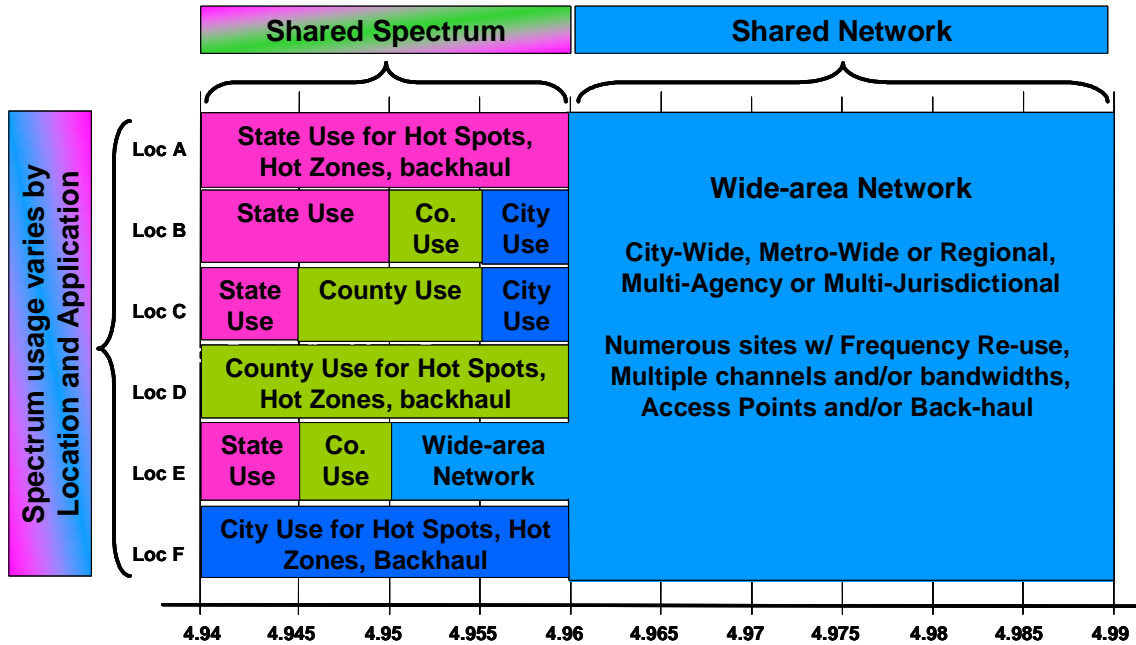 Shared Spectrum
Shared Network
Spectrum usage varies by
Location and Application
Loc A
State Use for Hot Spots,
Hot Zones, backhaul
Loc B
State Use
Co.
Use
City
Use
Loc C
State
Use
County Use
City
Use
Loc D
County Use for Hot Spots,
Hot Zones, backhaul
Loc E
State
Use
Co.
Use
Wide-area
Network
Loc F
City Use for Hot Spots, Hot
Zones, Backhaul
Wide-area Network
City-Wide, Metro-Wide or Regional,
Multi-Agency or Multi-Jurisdictional
Numerous sites w/ Frequency Re-use,
Multiple channels and/or bandwidths,
Access Points and/or Back-haul
4.94 4.945 4.95 4.955 4.96 4.965 4.97 4.975 4.98 4.985 4.99